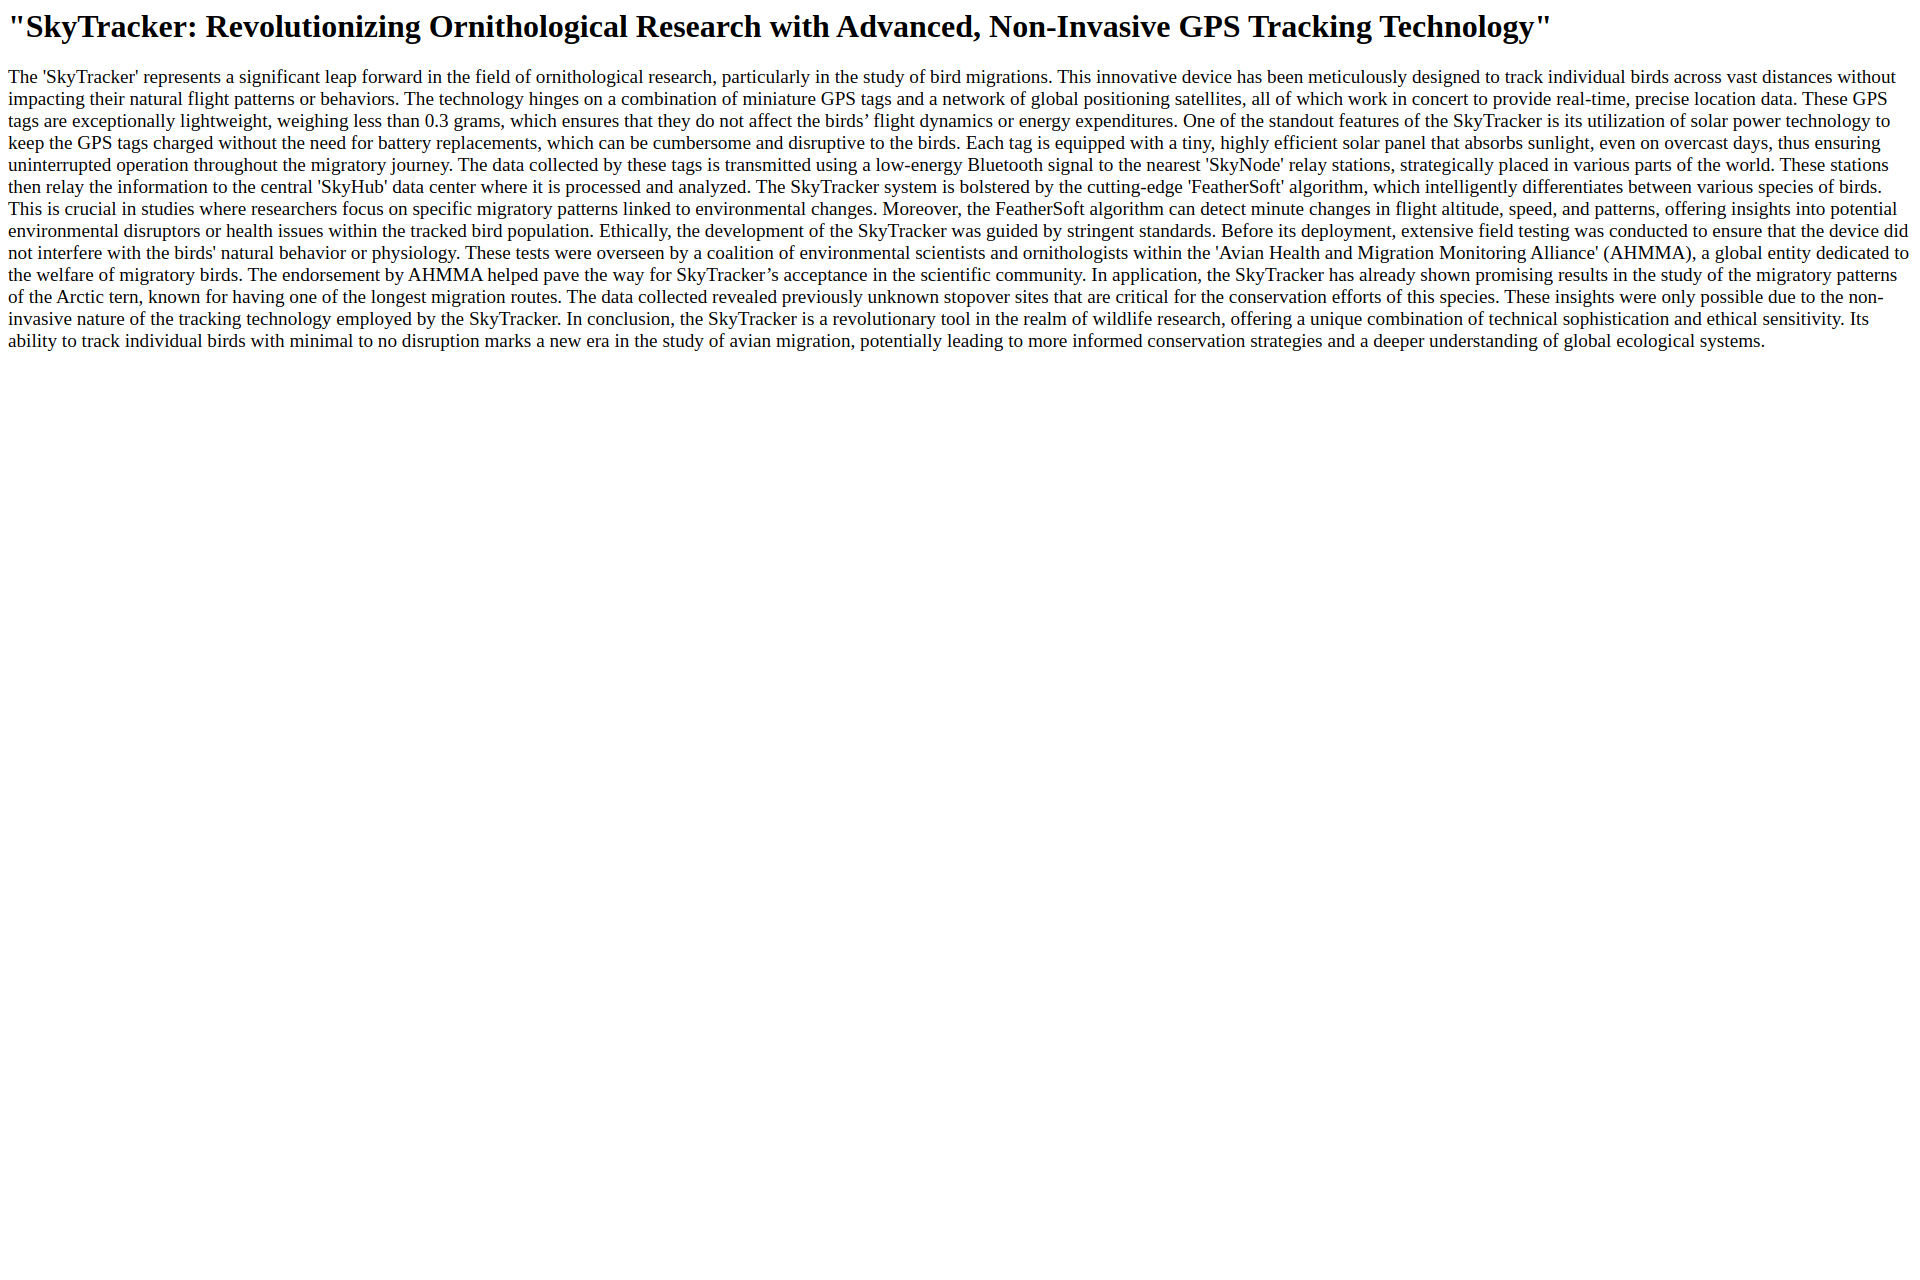 "SkyTracker: Revolutionizing Ornithological Research with Advanced, Non-Invasive GPS Tracking Technology"
The 'SkyTracker' represents a significant leap forward in the field of ornithological research, particularly in the study of bird migrations. This innovative device has been meticulously designed to track individual birds across vast distances without
impacting their natural flight patterns or behaviors. The technology hinges on a combination of miniature GPS tags and a network of global positioning satellites, all of which work in concert to provide real-time, precise location data. These GPS
tags are exceptionally lightweight, weighing less than 0.3 grams, which ensures that they do not affect the birds’ flight dynamics or energy expenditures. One of the standout features of the SkyTracker is its utilization of solar power technology to
keep the GPS tags charged without the need for battery replacements, which can be cumbersome and disruptive to the birds. Each tag is equipped with a tiny, highly efficient solar panel that absorbs sunlight, even on overcast days, thus ensuring
uninterrupted operation throughout the migratory journey. The data collected by these tags is transmitted using a low-energy Bluetooth signal to the nearest 'SkyNode' relay stations, strategically placed in various parts of the world. These stations
then relay the information to the central 'SkyHub' data center where it is processed and analyzed. The SkyTracker system is bolstered by the cutting-edge 'FeatherSoft' algorithm, which intelligently differentiates between various species of birds.
This is crucial in studies where researchers focus on specific migratory patterns linked to environmental changes. Moreover, the FeatherSoft algorithm can detect minute changes in flight altitude, speed, and patterns, offering insights into potential
environmental disruptors or health issues within the tracked bird population. Ethically, the development of the SkyTracker was guided by stringent standards. Before its deployment, extensive field testing was conducted to ensure that the device did
not interfere with the birds' natural behavior or physiology. These tests were overseen by a coalition of environmental scientists and ornithologists within the 'Avian Health and Migration Monitoring Alliance' (AHMMA), a global entity dedicated to
the welfare of migratory birds. The endorsement by AHMMA helped pave the way for SkyTracker’s acceptance in the scientific community. In application, the SkyTracker has already shown promising results in the study of the migratory patterns
of the Arctic tern, known for having one of the longest migration routes. The data collected revealed previously unknown stopover sites that are critical for the conservation efforts of this species. These insights were only possible due to the non-
invasive nature of the tracking technology employed by the SkyTracker. In conclusion, the SkyTracker is a revolutionary tool in the realm of wildlife research, offering a unique combination of technical sophistication and ethical sensitivity. Its
ability to track individual birds with minimal to no disruption marks a new era in the study of avian migration, potentially leading to more informed conservation strategies and a deeper understanding of global ecological systems.